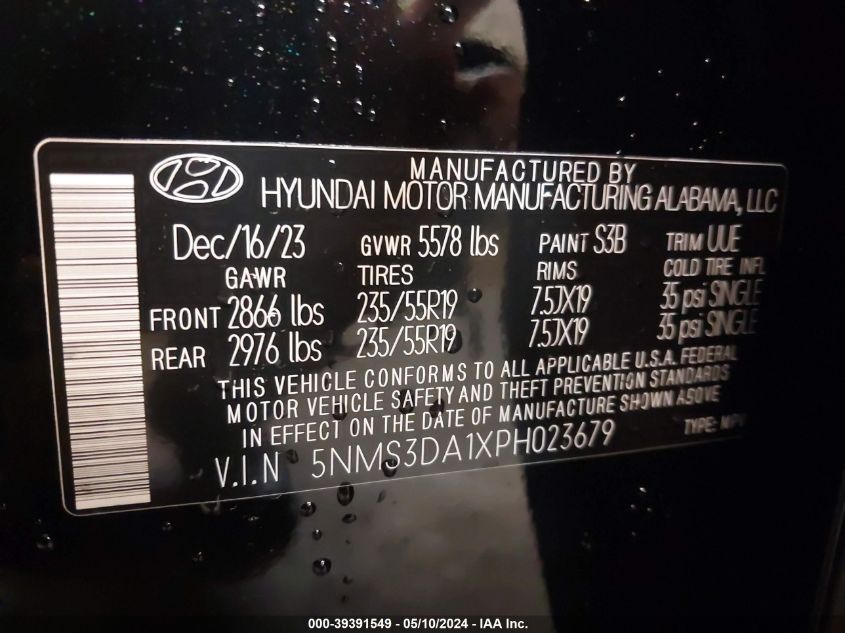 MANUFACTURED BY
HYUNDAI MOTOR MANUFACTURING ALABAMA, LLC
Dec/16/23 GVWR 5578 lbs PAINT S3B TRIM UUE
GAWR TIRES RIMS COLD TIRE INFL
FRONT 2866 lbs 235/55R19 7.5JX19 35 psi SINGLE
REAR 2976 lbs 235/55R19 7.5JX19 35 psi SINGLE
THIS VEHICLE CONFORMS TO ALL APPLICABLE U.S.A. FEDERAL
MOTOR VEHICLE SAFETY AND THEFT PREVENTION STANDARDS
IN EFFECT ON THE DATE OF MANUFACTURE SHOWN ABOVE
V.I.N 5NMS3DA1XPH023679 TYPE: MPV
000-39391549 - 05/10/2024 - IAA Inc.